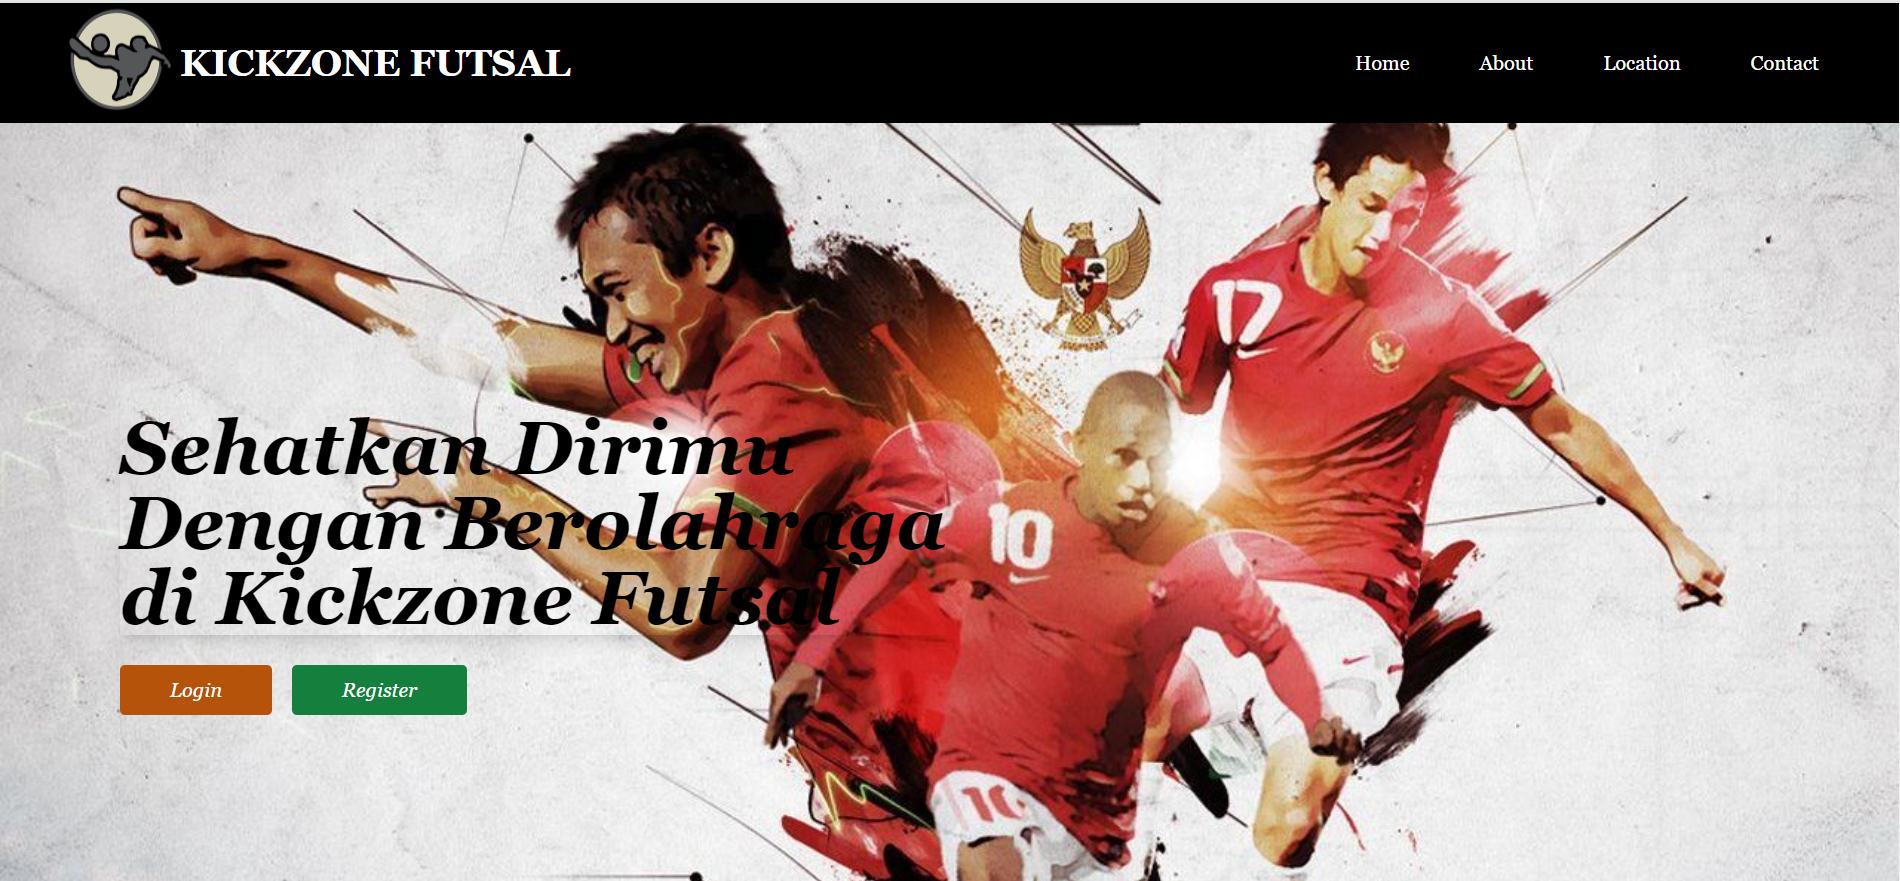 KICKZONE FUTSAL
Home About Location Contact
17
Sehatkan Dirimu
Dengan Berolahraga
di Kickzone Futsal
10
Login Register
10